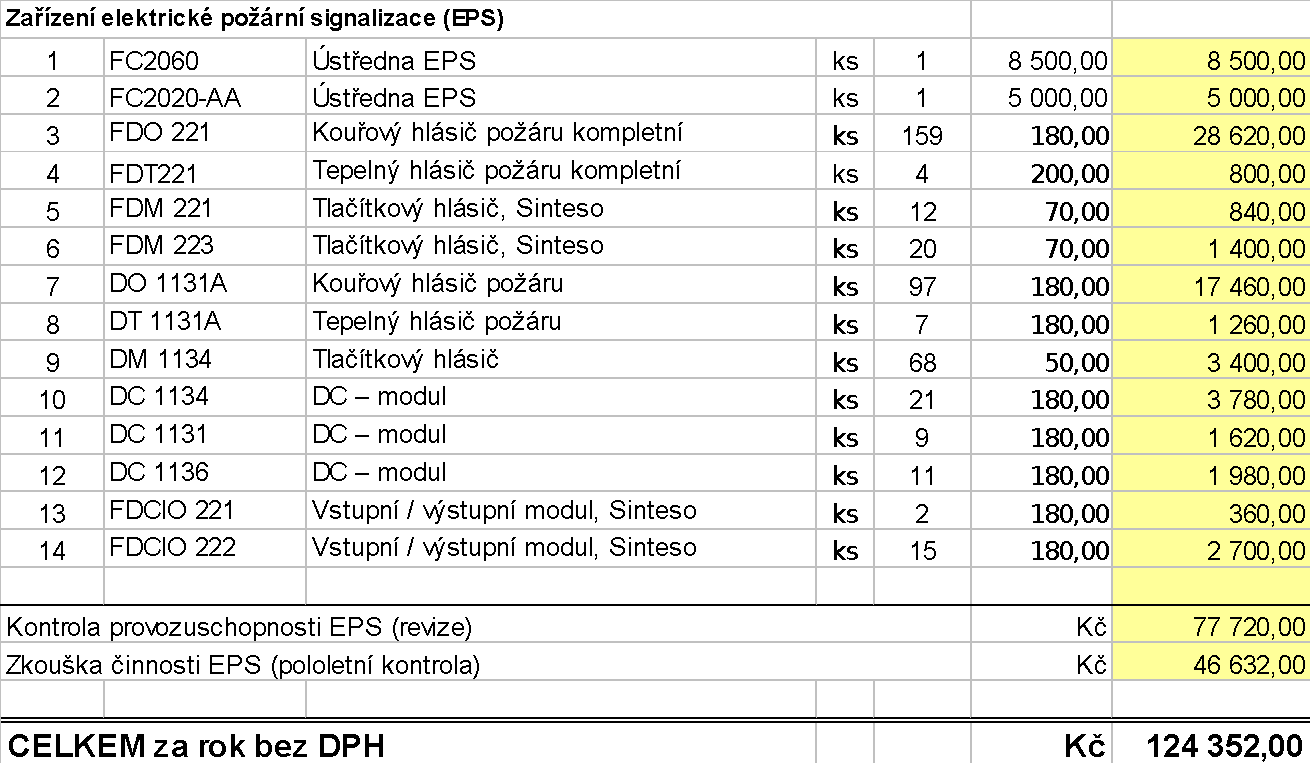 Zařízení elektrické požární signalizace (EPS)
1 FC2060 Ústředna EPS ks 1 8 500,00 8 500,00
2 FC2020-AA Ústředna EPS ks 1 5 000,00 5 000,00
3 FDO 221 Kouřový hlásič požáru kompletní ks 159 180,00 28 620,00
4 FDT221 Tepelný hlásič požáru kompletní ks 4 200,00 800,00
5 FDM 221 Tlačítkový hlásič, Sinteso ks 12 70,00 840,00
6 FDM 223 Tlačítkový hlásič, Sinteso ks 20 70,00 1 400,00
7 DO 1131A Kouřový hlásič požáru ks 97 180,00 17 460,00
8 DT 1131A Tepelný hlásič požáru ks 7 180,00 1 260,00
9 DM 1134 Tlačítkový hlásič ks 68 50,00 3 400,00
10 DC 1134 DC – modul ks 21 180,00 3 780,00
11 DC 1131 DC – modul ks 9 180,00 1 620,00
12 DC 1136 DC – modul ks 11 180,00 1 980,00
13 FDCIO 221 Vstupní / výstupní modul, Sinteso ks 2 180,00 360,00
14 FDCIO 222 Vstupní / výstupní modul, Sinteso ks 15 180,00 2 700,00
Kontrola provozuschopnosti EPS (revize) Kč 77 720,00
Zkouška činnosti EPS (pololetní kontrola) Kč 46 632,00
CELKEM za rok bez DPH Kč 124 352,00